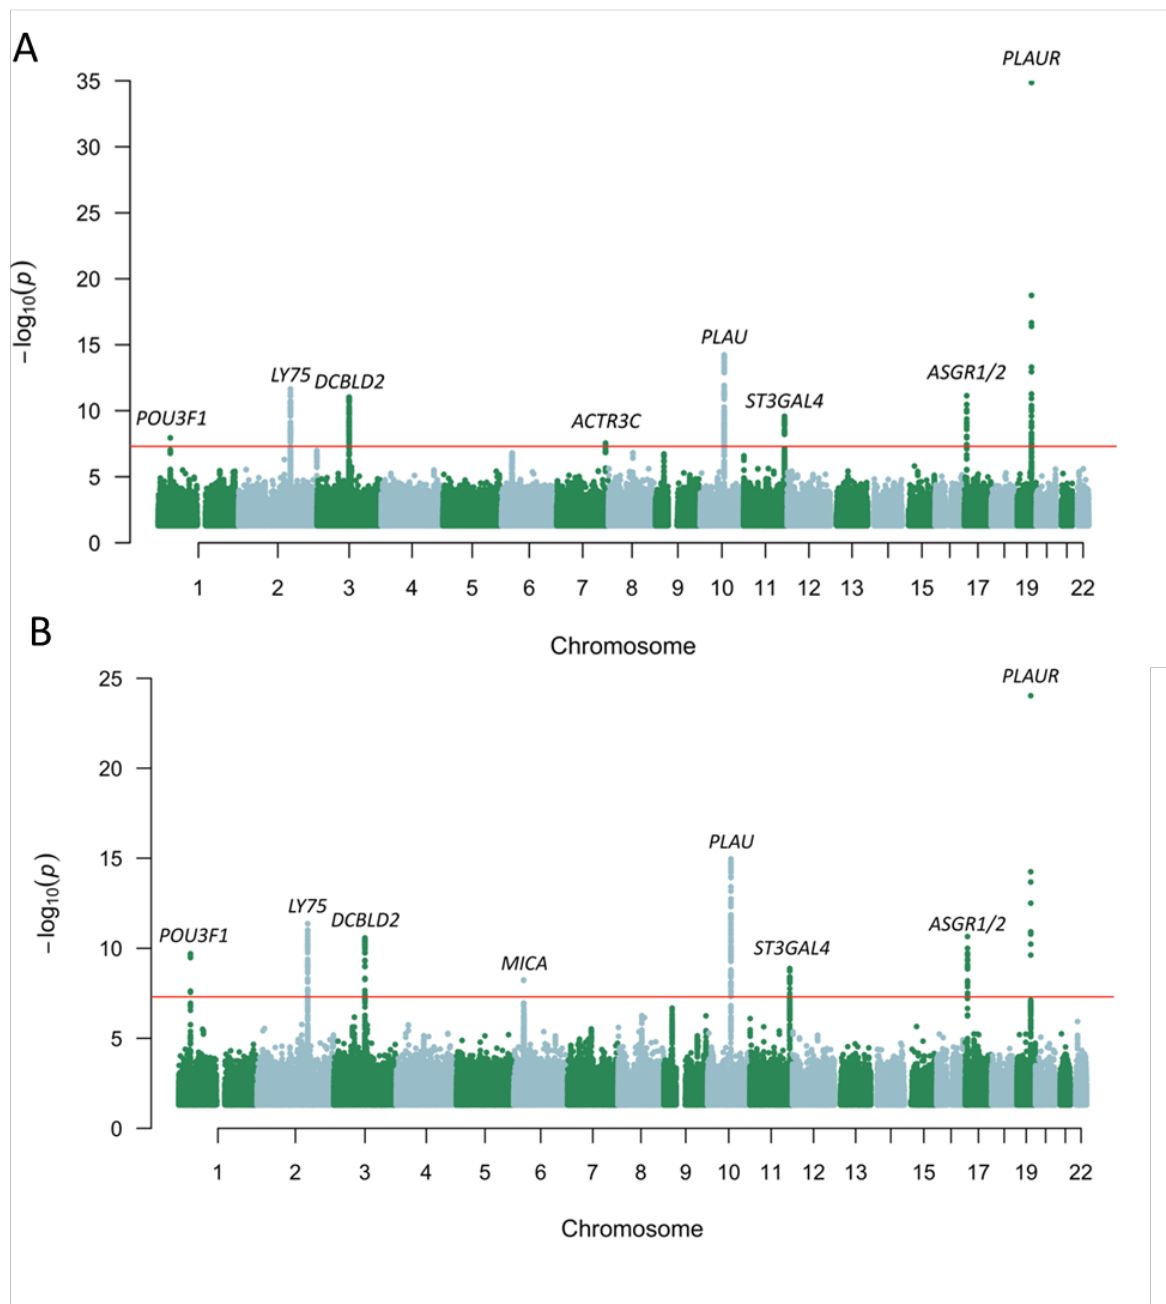 A
PLAUR
35
30
25
20
15
10
5
0
−log10(p)
POU3F1
LY75
DCBLD2
ACTR3C
PLAU
ST3GAL4
ASGR1/2
1 2 3 4 5 6 7 8 9 10 11 12 13 15 17 19 22
Chromosome
B
PLAUR
25
20
15
10
5
0
−log10(p)
POU3F1
LY75
DCBLD2
MICA
PLAU
ST3GAL4
ASGR1/2
1 2 3 4 5 6 7 8 9 10 11 12 13 15 17 19 22
Chromosome